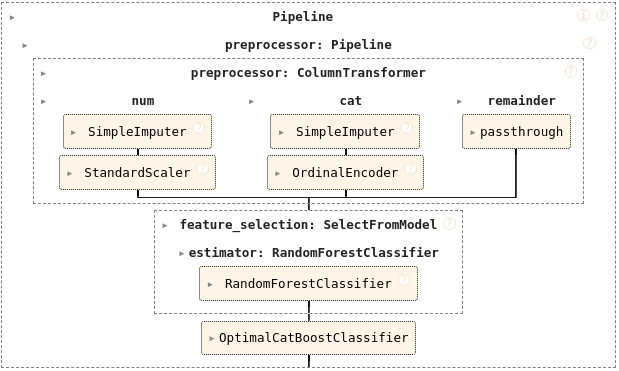 Pipeline
preprocessor: Pipeline
preprocessor: ColumnTransformer
num cat remainder
SimpleImputer ? SimpleImputer ? passthrough
StandardScaler ? OrdinalEncoder ?
feature_selection: SelectFromModel ?
estimator: RandomForestClassifier
RandomForestClassifier ?
OptimalCatBoostClassifier